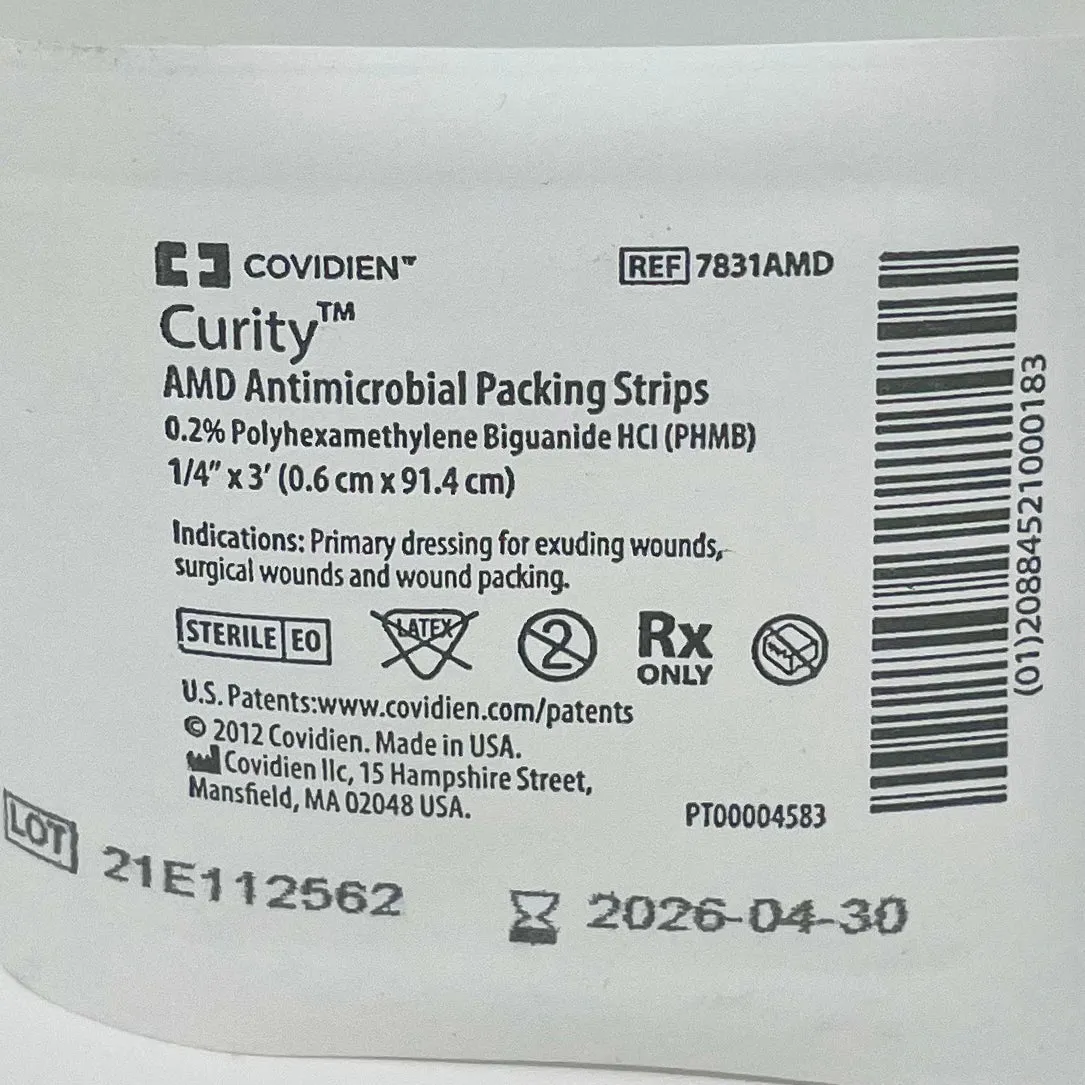 COVIDIEN™
REF 7831AMD
Curity™
AMD Antimicrobial Packing Strips
0.2% Polyhexamethylene Biguanide HCl (PHMB)
1/4" x 3' (0.6 cm x 91.4 cm)
Indications: Primary dressing for exuding wounds,
surgical wounds and wound packing.
STERILE EO
LATEX
2
Rx
ONLY
U.S. Patents:www.covidien.com/patents
© 2012 Covidien. Made in USA.
Covidien llc, 15 Hampshire Street,
Mansfield, MA 02048 USA.
PT00004583
(01)20884521000183
LOT 21E112562
2026-04-30